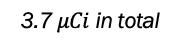 3.7 μCi in total